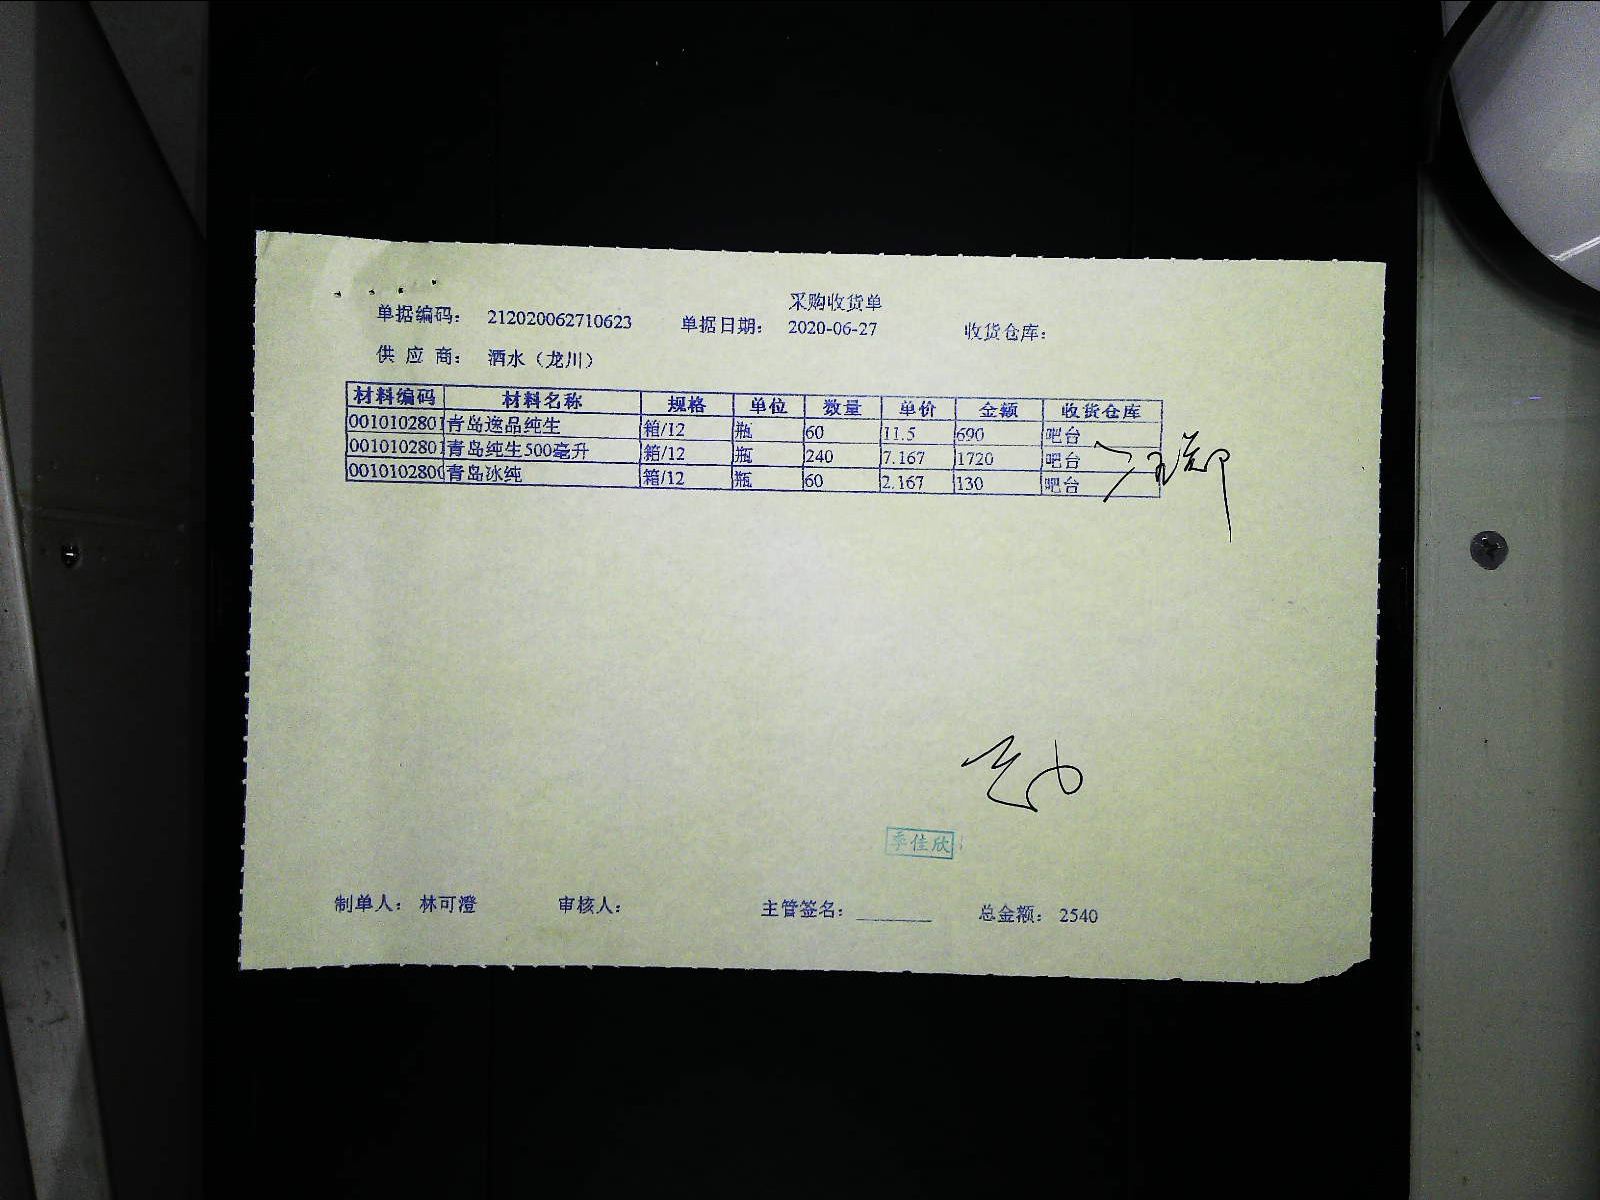 采购收货单
单据编码： 212020062710623 单据日期： 2020-06-27 收货仓库：
供 应 商： 酒水（龙川）
材料编码 材料名称 规格 单位 数量 单价 金额 收货仓库
0010102801 青岛逸品纯生 箱/12 瓶 60 11.5 690 吧台
0010102801 青岛纯生500毫升 箱/12 瓶 240 7.167 1720 吧台
001010280 青岛冰纯 箱/12 瓶 60 2.167 130 吧台
季佳欣
制单人： 林可澄 审核人： 主管签名： 总金额： 2540